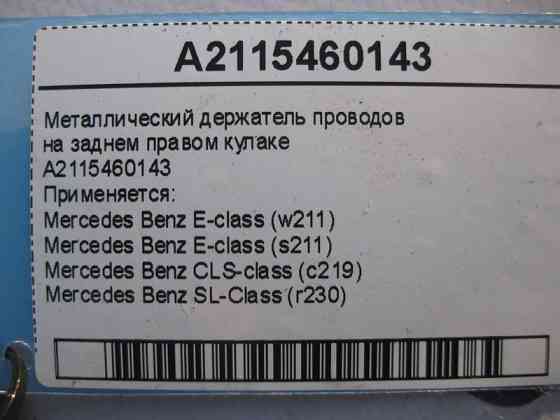 A2115460143
Металлический держатель проводов
на заднем правом кулаке
A2115460143
Применяется:
Mercedes Benz E-class (w211)
Mercedes Benz E-class (s211)
Mercedes Benz CLS-class (c219)
Mercedes Benz SL-Class (r230)